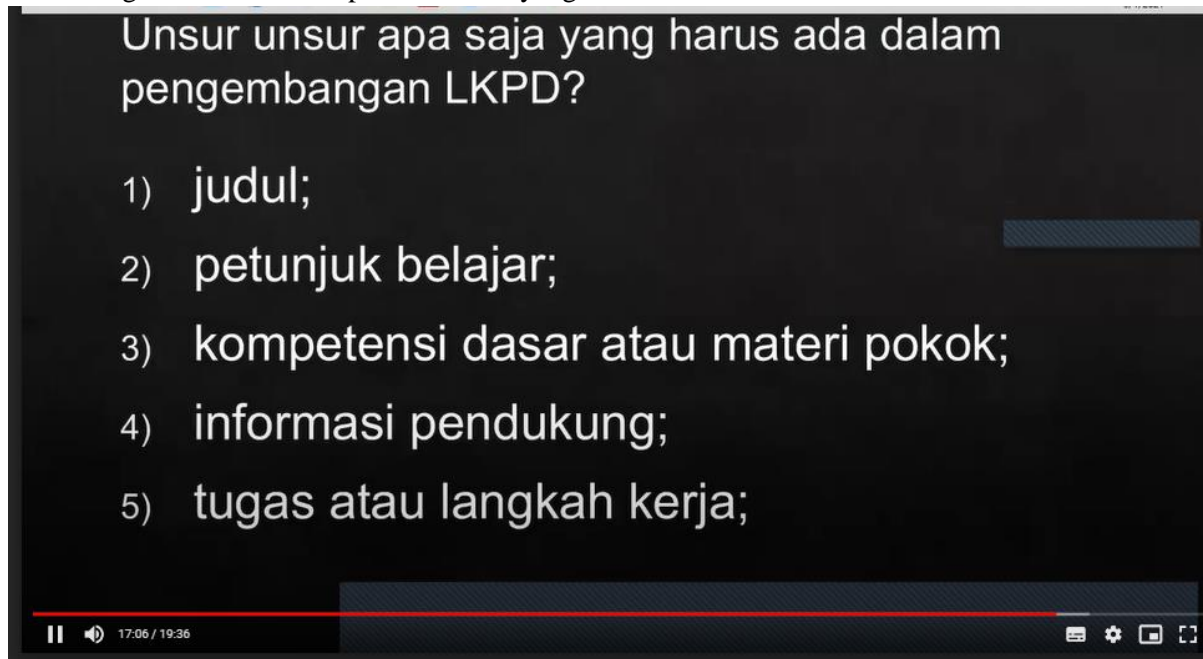 Unsur unsur apa saja yang harus ada dalam
pengembangan LKPD?
1) judul;
2) petunjuk belajar;
3) kompetensi dasar atau materi pokok;
4) informasi pendukung;
5) tugas atau langkah kerja;
17:06 / 19:36